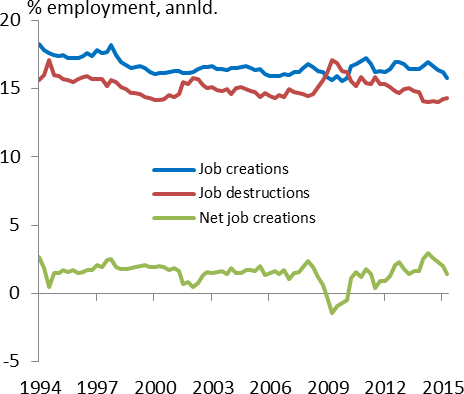 % employment, annld.
20
15
10
5
0
-5
Job creations
Job destructions
Net job creations
1994 1997 2000 2003 2006 2009 2012 2015